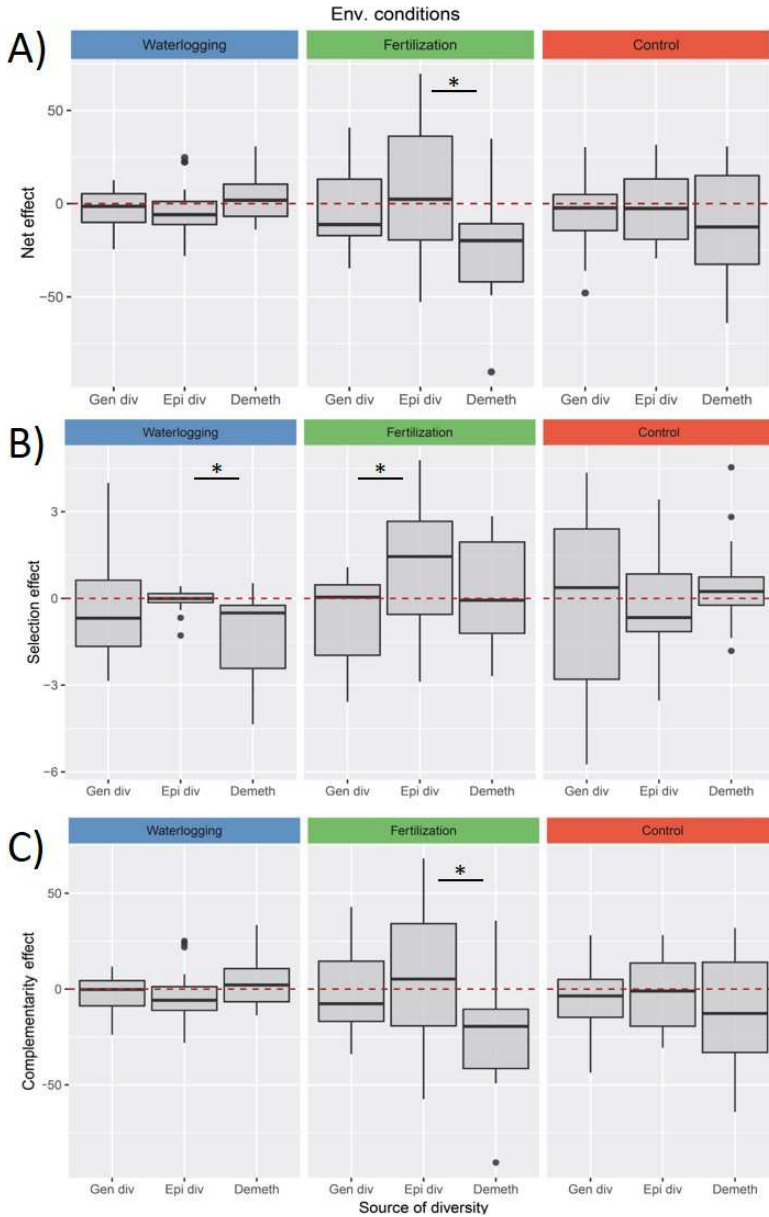 Env. conditions
A)
Waterlogging Fertilization Control
*
50
0
−50
Net effect
Gen div Epi div Demeth Gen div Epi div Demeth Gen div Epi div Demeth
B)
Waterlogging Fertilization Control
* *
3
0
−3
−6
Selection effect
Gen div Epi div Demeth Gen div Epi div Demeth Gen div Epi div Demeth
C)
Waterlogging Fertilization Control
*
50
0
−50
Complementarity effect
Gen div Epi div Demeth Gen div Epi div Demeth Gen div Epi div Demeth
Source of diversity